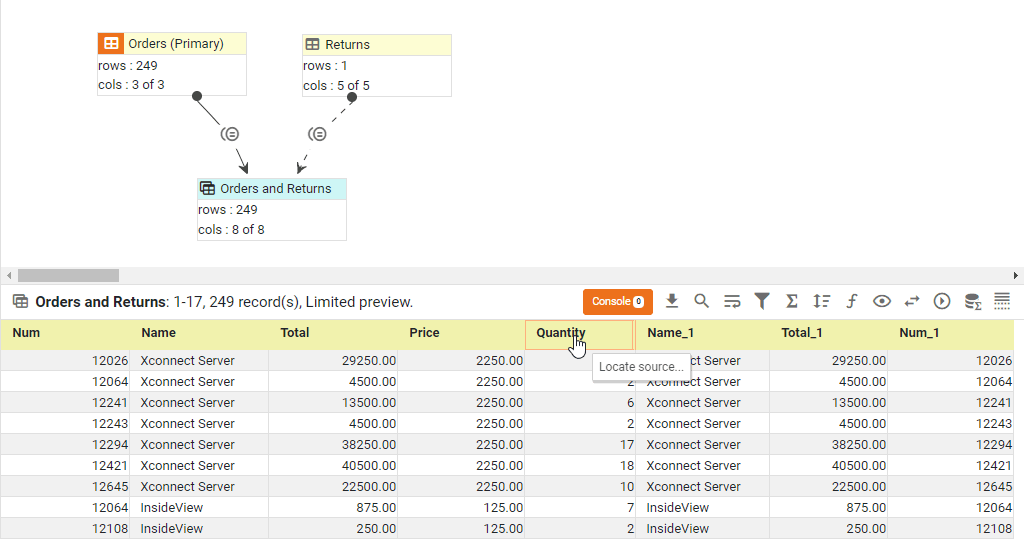 Orders (Primary)
rows : 249
cols : 3 of 3
Returns
rows : 1
cols : 5 of 5
Orders and Returns
rows : 249
cols : 8 of 8
Orders and Returns: 1-17, 249 record(s), Limited preview.
Console 0
Num Name Total Price Quantity Name_1 Total_1 Num_1
12026 Xconnect Server 29250.00 2250.00 ct Server 29250.00 12026
Locate source...
12064 Xconnect Server 4500.00 2250.00 2 Xconnect Server 4500.00 12064
12241 Xconnect Server 13500.00 2250.00 6 Xconnect Server 13500.00 12241
12243 Xconnect Server 4500.00 2250.00 2 Xconnect Server 4500.00 12243
12294 Xconnect Server 38250.00 2250.00 17 Xconnect Server 38250.00 12294
12421 Xconnect Server 40500.00 2250.00 18 Xconnect Server 40500.00 12421
12645 Xconnect Server 22500.00 2250.00 10 Xconnect Server 22500.00 12645
12064 InsideView 875.00 125.00 7 InsideView 875.00 12064
12108 InsideView 250.00 125.00 2 InsideView 250.00 12108